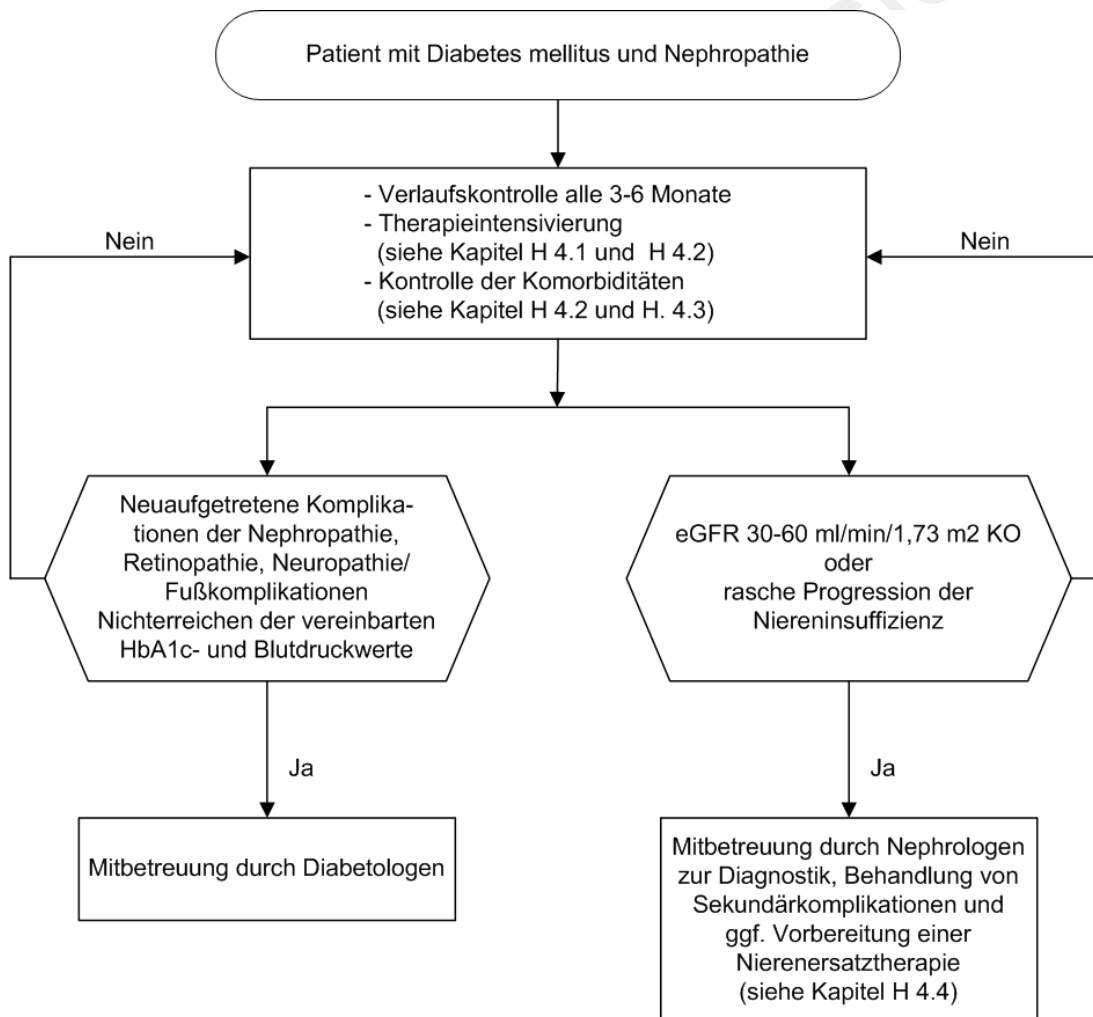 Patient mit Diabetes mellitus und Nephropathie
- Verlaufskontrolle alle 3-6 Monate
- Therapieintensivierung
(siehe Kapitel H 4.1 und H 4.2)
- Kontrolle der Komorbiditäten
(siehe Kapitel H 4.2 und H. 4.3)
Nein
Nein
Neuaufgetretene Komplika-
tionen der Nephropathie,
Retinopathie, Neuropathie/
Fußkomplikationen
Nichterreichen der vereinbarten
HbA1c- und Blutdruckwerte
eGFR 30-60 ml/min/1,73 m2 KO
oder
rasche Progression der
Niereninsuffizienz
Ja
Ja
Mitbetreuung durch Diabetologen
Mitbetreuung durch Nephrologen
zur Diagnostik, Behandlung von
Sekundärkomplikationen und
ggf. Vorbereitung einer
Nierenersatztherapie
(siehe Kapitel H 4.4)